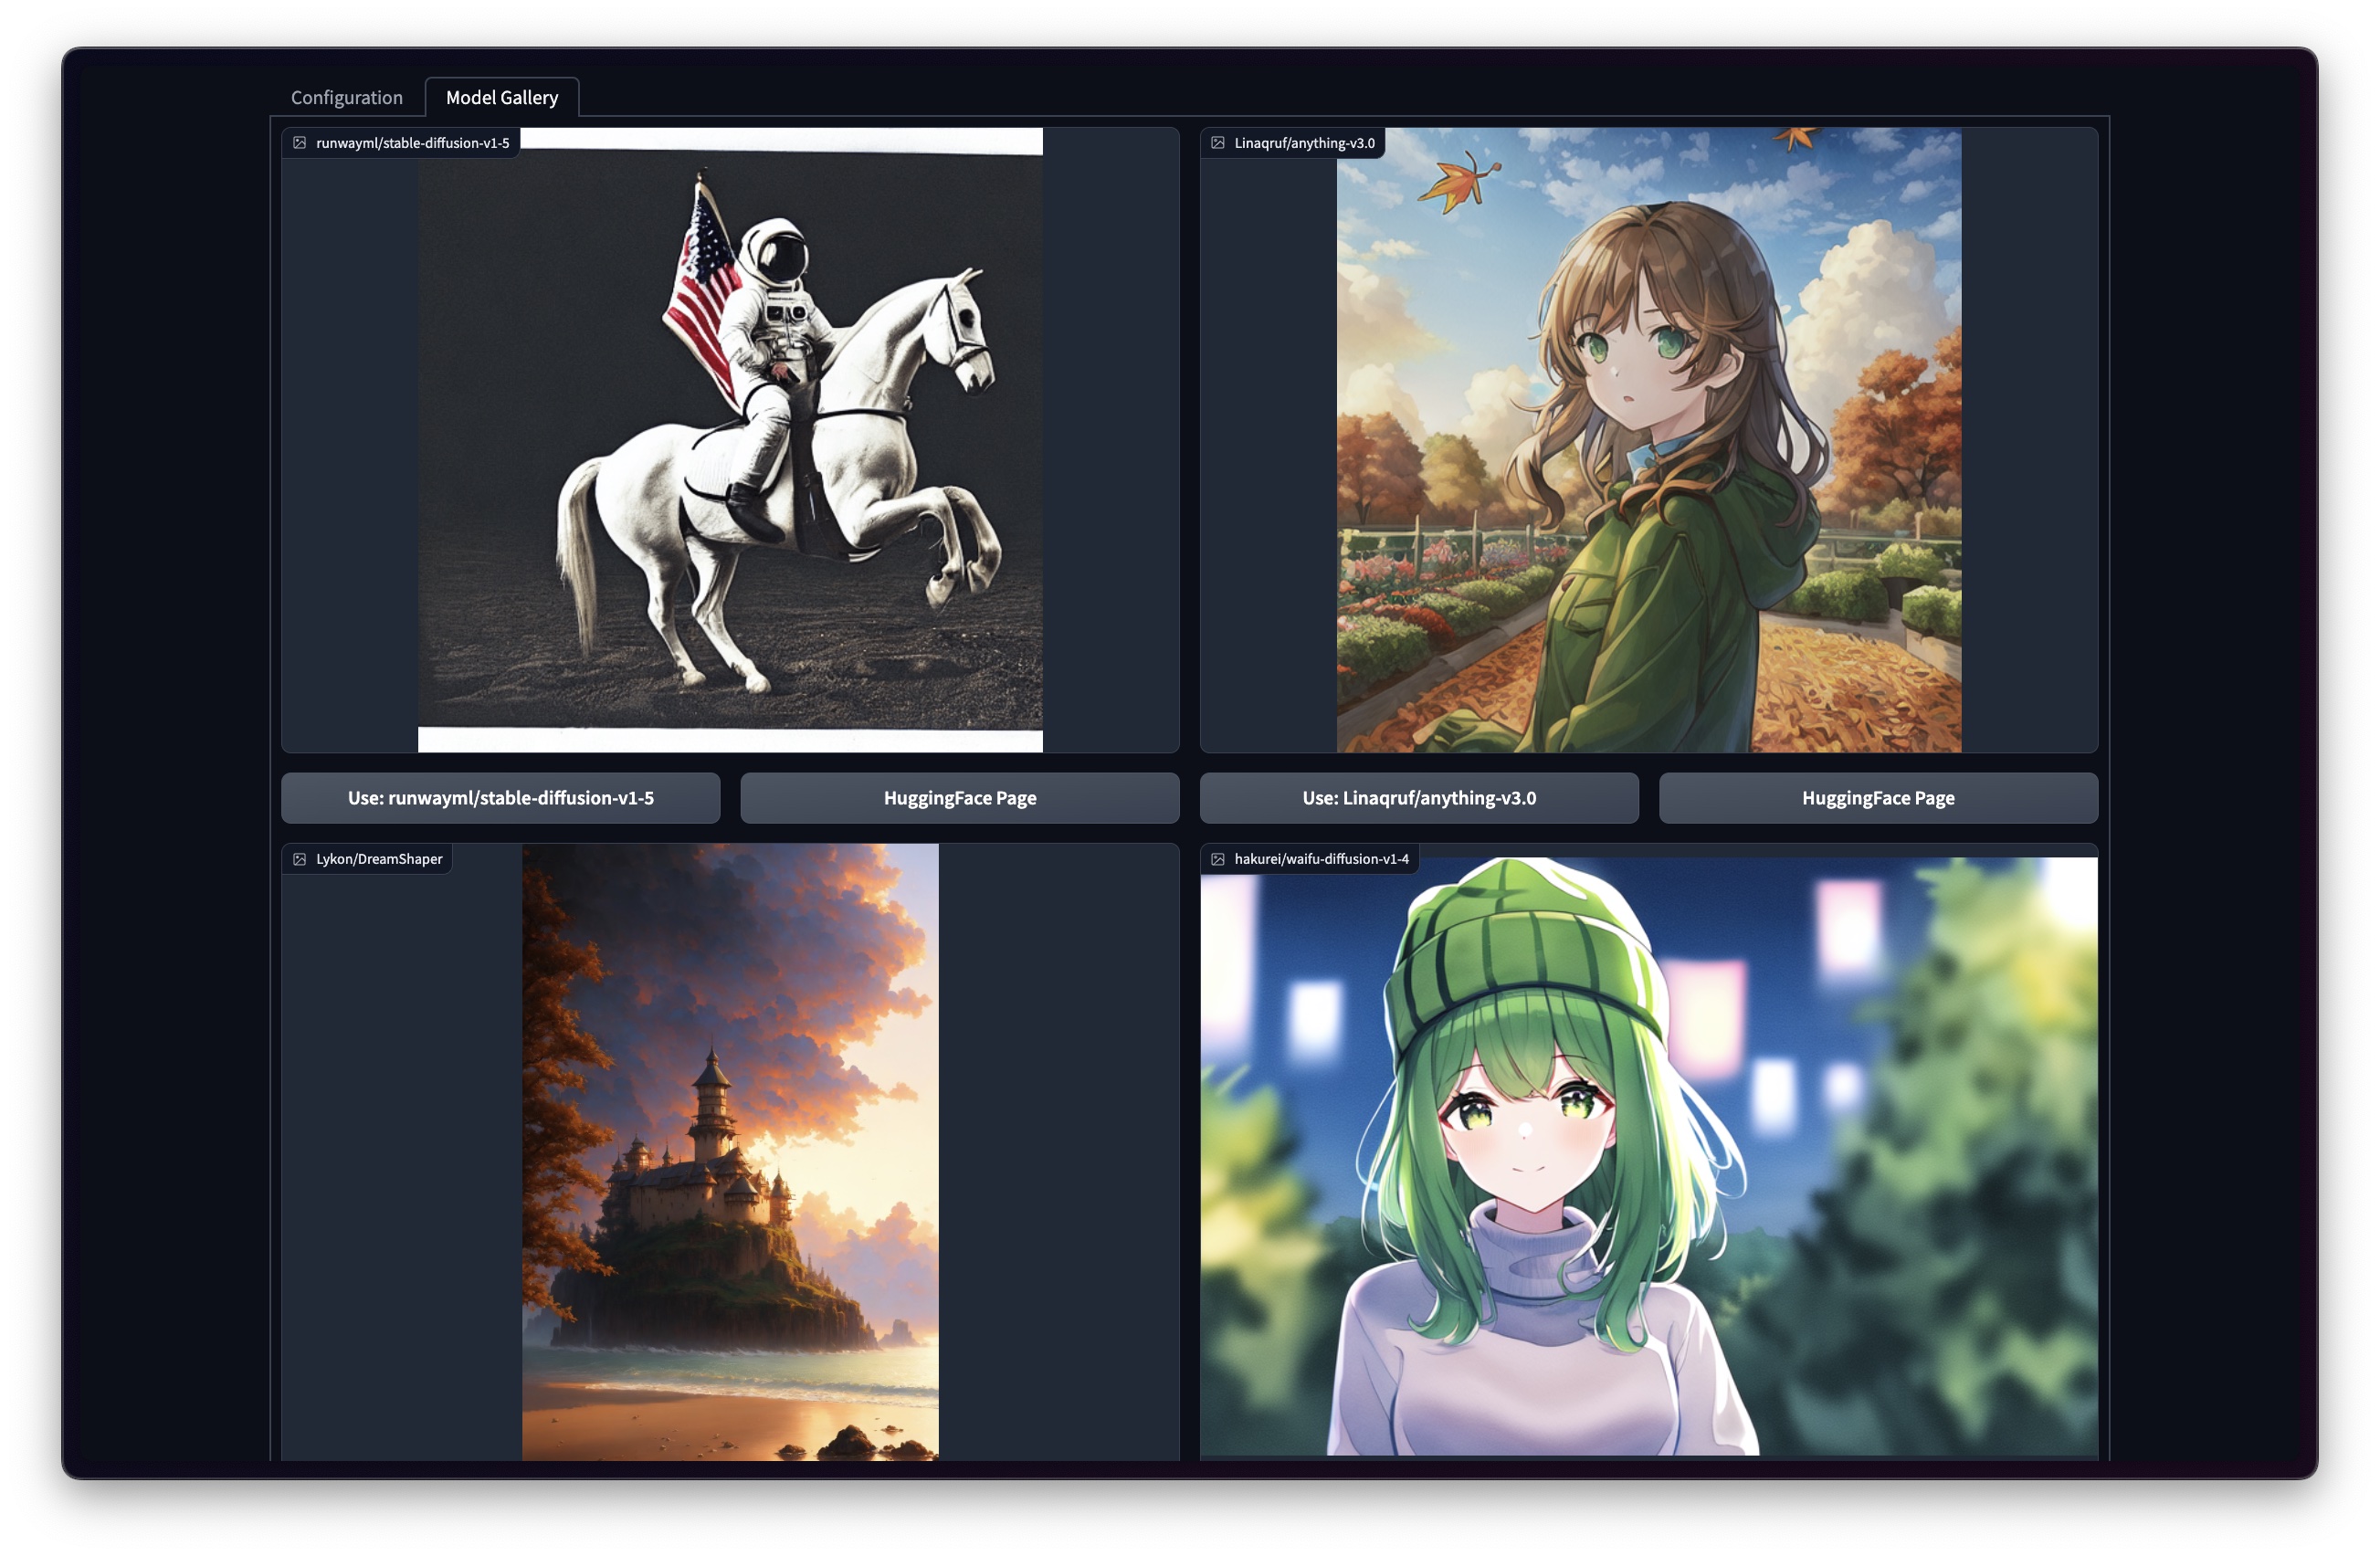 Configuration
Model Gallery
runwayml/stable-diffusion-v1-5
Linaqruf/anything-v3.0
Use: runwayml/stable-diffusion-v1-5
HuggingFace Page
Use: Linaqruf/anything-v3.0
HuggingFace Page
Lykon/DreamShaper
hakurei/waifu-diffusion-v1-4